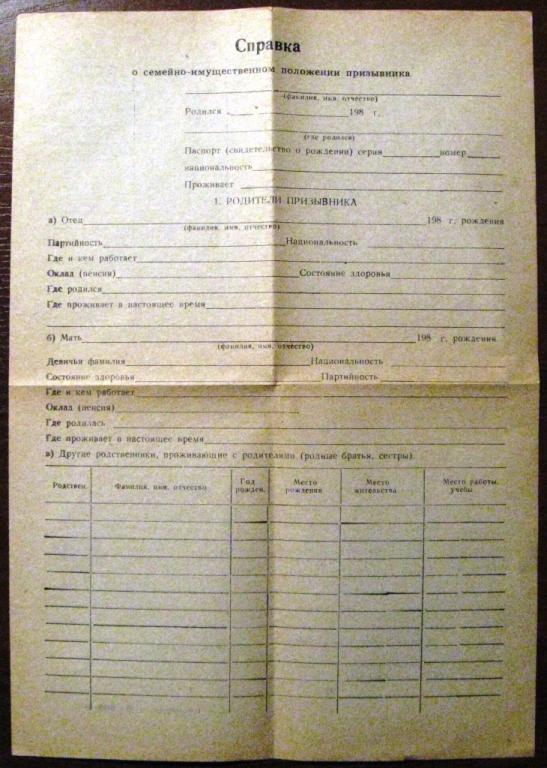 Справка
о семейно-имущественном положении призывника
(фамилия, имя, отчество)
Родился 198 г.
(где родился)
Паспорт (свидетельство о рождении) серия номер
национальность
Проживает
1. РОДИТЕЛИ ПРИЗЫВНИКА
а) Отец 198 г. рождения
(фамилия, имя, отчество)
Партийность Национальность
Где и кем работает
Оклад (пенсия) Состояние здоровья
Где родился
Где проживает в настоящее время
б) Мать 198 г. рождения
(фамилия, имя, отчество)
Девичья фамилия Национальность
Состояние здоровья Партийность
Где и кем работает
Оклад (пенсия)
Где родилась
Где проживает в настоящее время
в) Другие родственники, проживающие с родителями (родные братья, сестры).
Родствен. Фамилия, имя, отчество Год рожден. Место рождения Место жительства Место работы, учебы